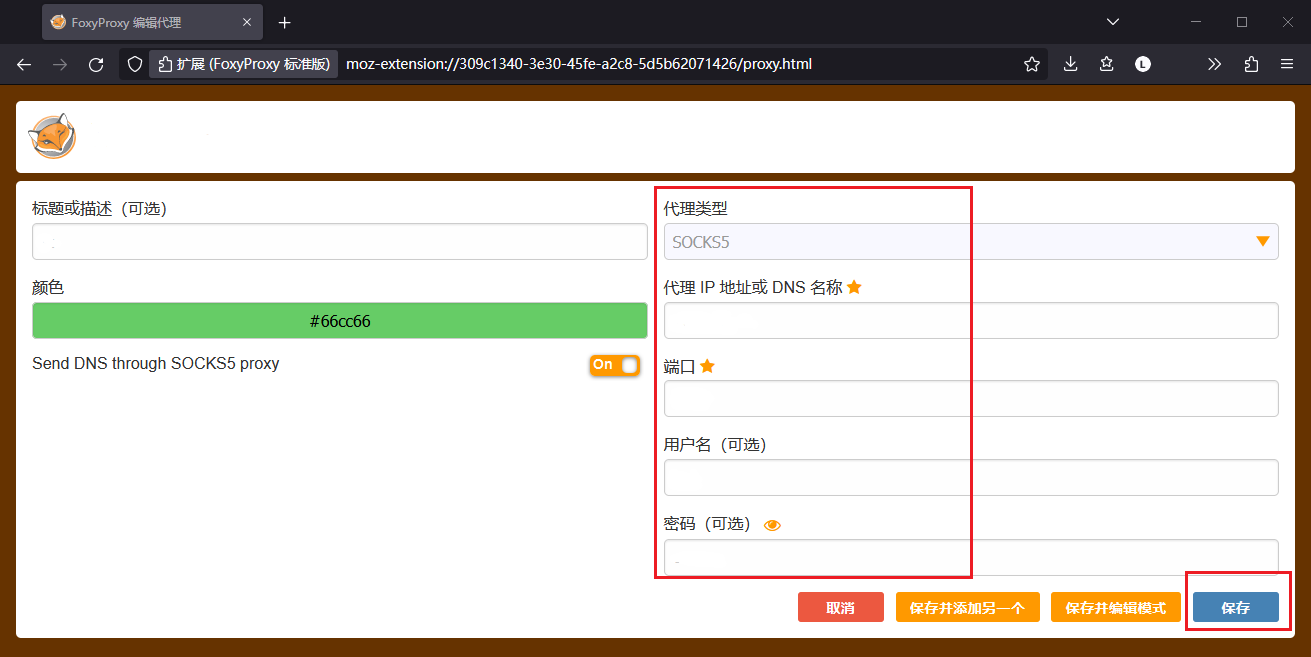 FoxyProxy 编辑代理
扩展 (FoxyProxy 标准版) moz-extension://309c1340-3e30-45fe-a2c8-5d5b62071426/proxy.html
L
标题或描述（可选）
颜色
#66cc66
Send DNS through SOCKS5 proxy
On
代理类型
SOCKS5
代理 IP 地址或 DNS 名称
端口
用户名（可选）
密码（可选）
取消 保存并添加另一个 保存并编辑模式 保存